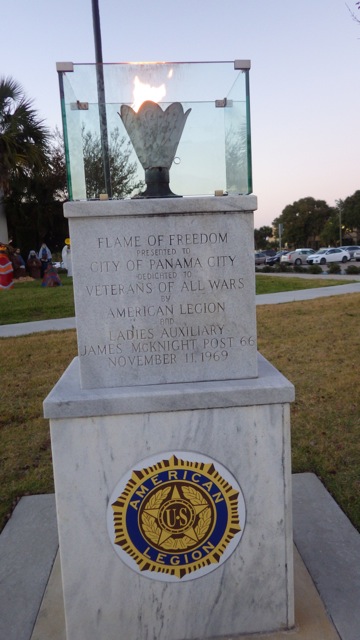 FLAME OF FREEDOM
PRESENTED TO
CITY OF PANAMA CITY
DEDICATED TO
VETERANS OF ALL WARS
BY
AMERICAN LEGION
AND
LADIES AUXILIARY
JAMES MCKNIGHT POST 66
NOVEMBER 11, 1969
AMERICAN
US
LEGION